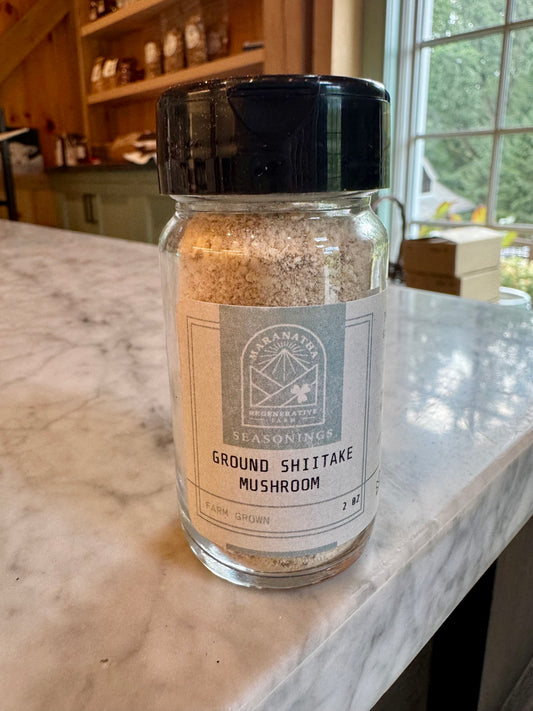 MARANATHA
REGENERATIVE
FARM
SEASONINGS
GROUND SHIITAKE
MUSHROOM
FARM GROWN
2 OZ